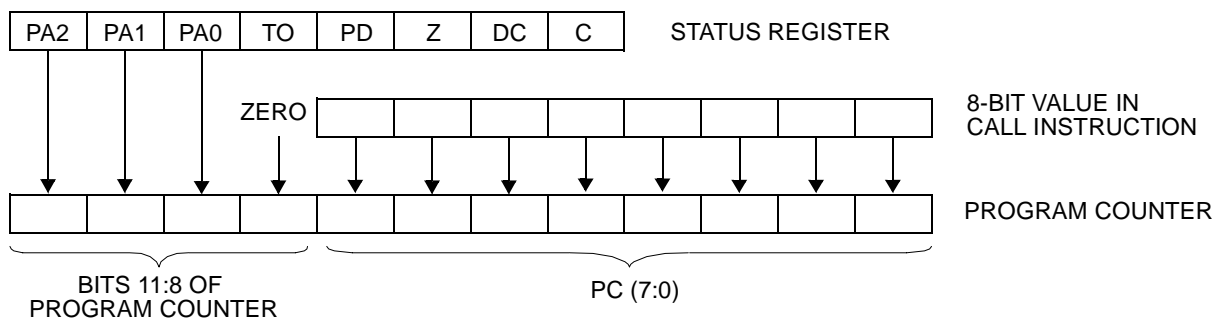 PA2 PA1 PA0 TO PD Z DC C STATUS REGISTER
ZERO
8-BIT VALUE IN
CALL INSTRUCTION
PROGRAM COUNTER
BITS 11:8 OF
PROGRAM COUNTER
PC (7:0)